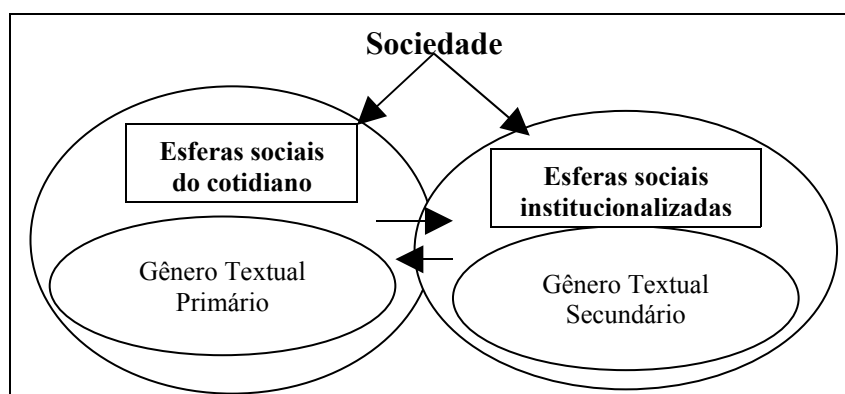 Sociedade
Esferas sociais
do cotidiano
Gênero Textual
Primário
Esferas sociais
institucionalizadas
Gênero Textual
Secundário